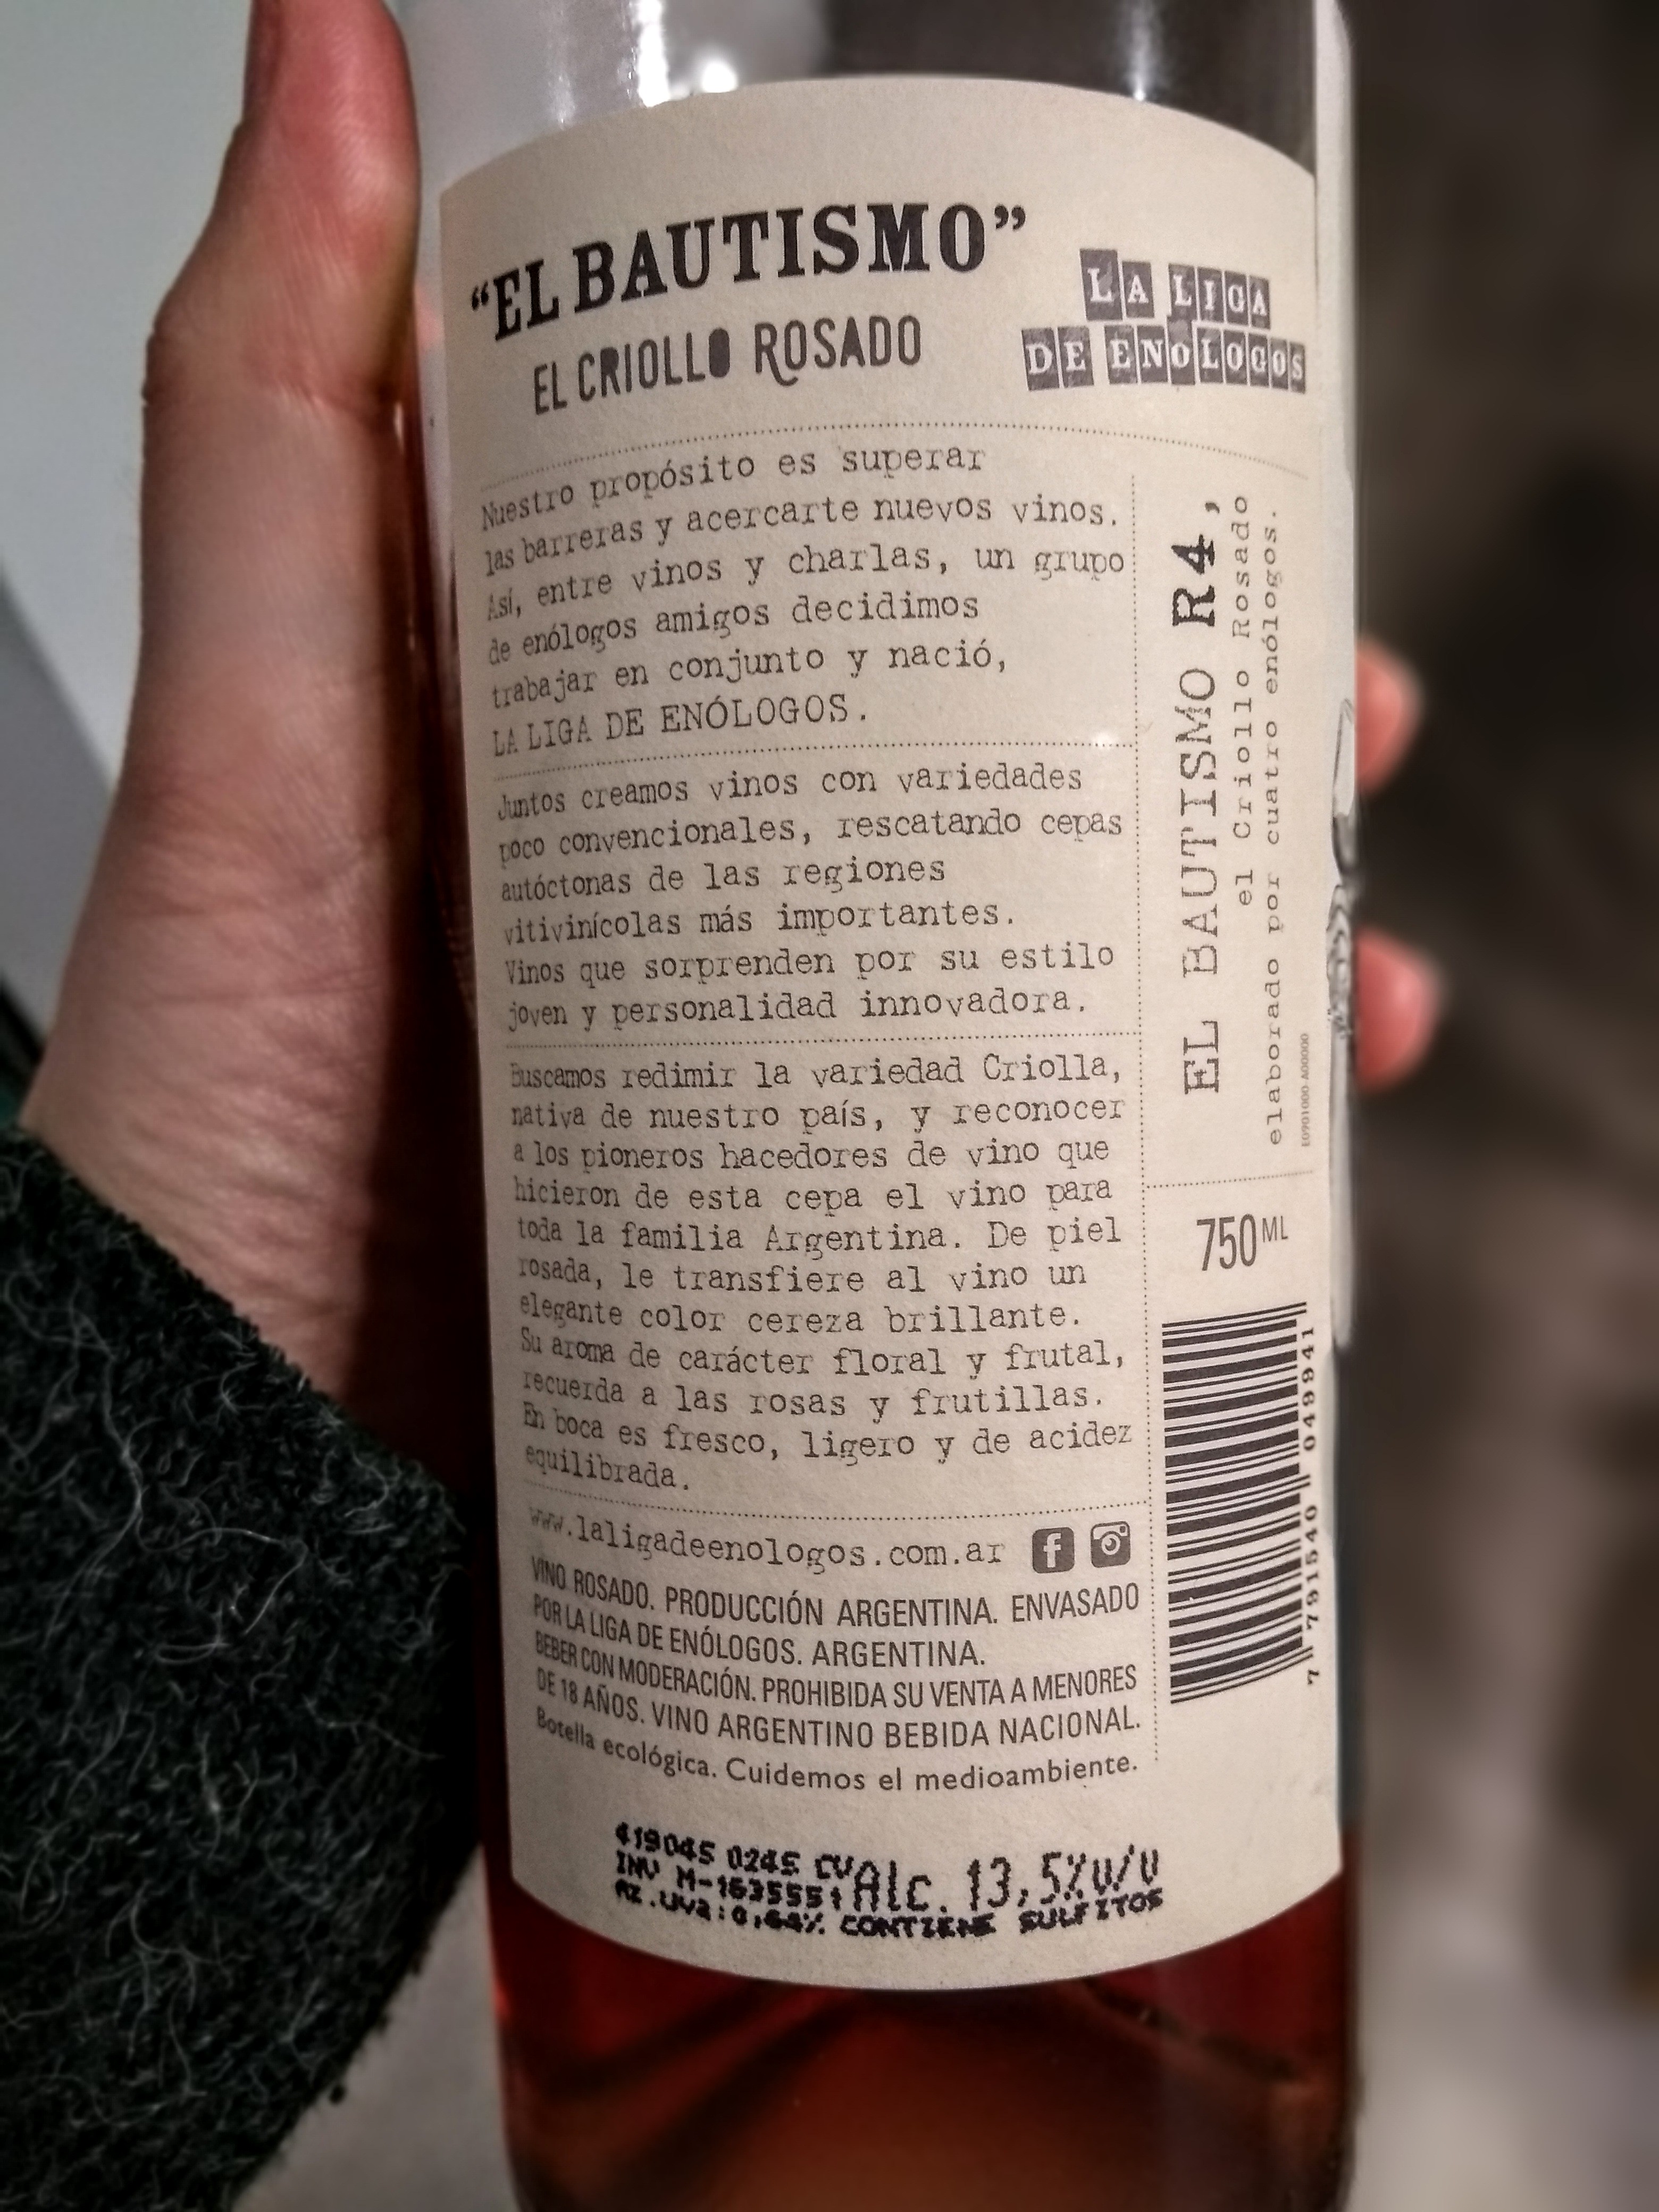 “EL BAUTISMO”
EL CRIOLLO ROSADO
LA LIGA
DE ENOLOGOS
Nuestro propósito es superar
las barreras y acercarte nuevos vinos.
Así, entre vinos y charlas, un grupo
de enólogos amigos decidimos
trabajar en conjunto y nació,
LA LIGA DE ENÓLOGOS.
Juntos creamos vinos con variedades
poco convencionales, rescatando cepas
autóctonas de las regiones
vitivinícolas más importantes.
Vinos que sorprenden por su estilo
joven y personalidad innovadora.
Buscamos redimir la variedad Criolla,
nativa de nuestro país, y reconocer
a los pioneros hacedores de vino que
hicieron de esta cepa el vino para
toda la familia Argentina. De piel
rosada, le transfiere al vino un
elegante color cereza brillante.
Su aroma de carácter floral y frutal,
recuerda a las rosas y frutillas.
En boca es fresco, ligero y de acidez
equilibrada.
www.laligadeenologos.com.ar f
VINO ROSADO. PRODUCCIÓN ARGENTINA. ENVASADO
POR LA LIGA DE ENÓLOGOS. ARGENTINA.
BEBER CON MODERACIÓN. PROHIBIDA SU VENTA A MENORES
DE 18 AÑOS. VINO ARGENTINO BEBIDA NACIONAL.
Botella ecológica. Cuidemos el medioambiente.
EL BAUTISMO R4,
el Criollo Rosado
elaborado por cuatro enólogos.
E0901000-A00000
750ML
7 791540 049941
419045 0245 CV
INV M-1635551
Alc. 13,5%v/v
AZ.Uva:0,64% CONTIENE SULFITOS